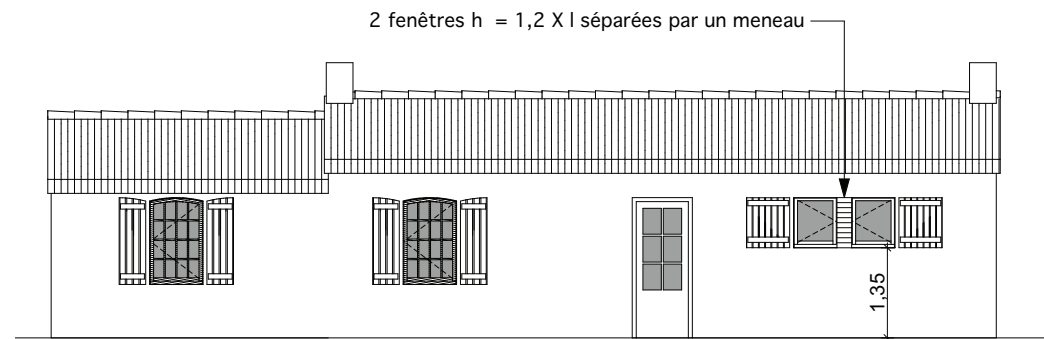 2 fenêtres h = 1,2 X l séparées par un meneau
1,35